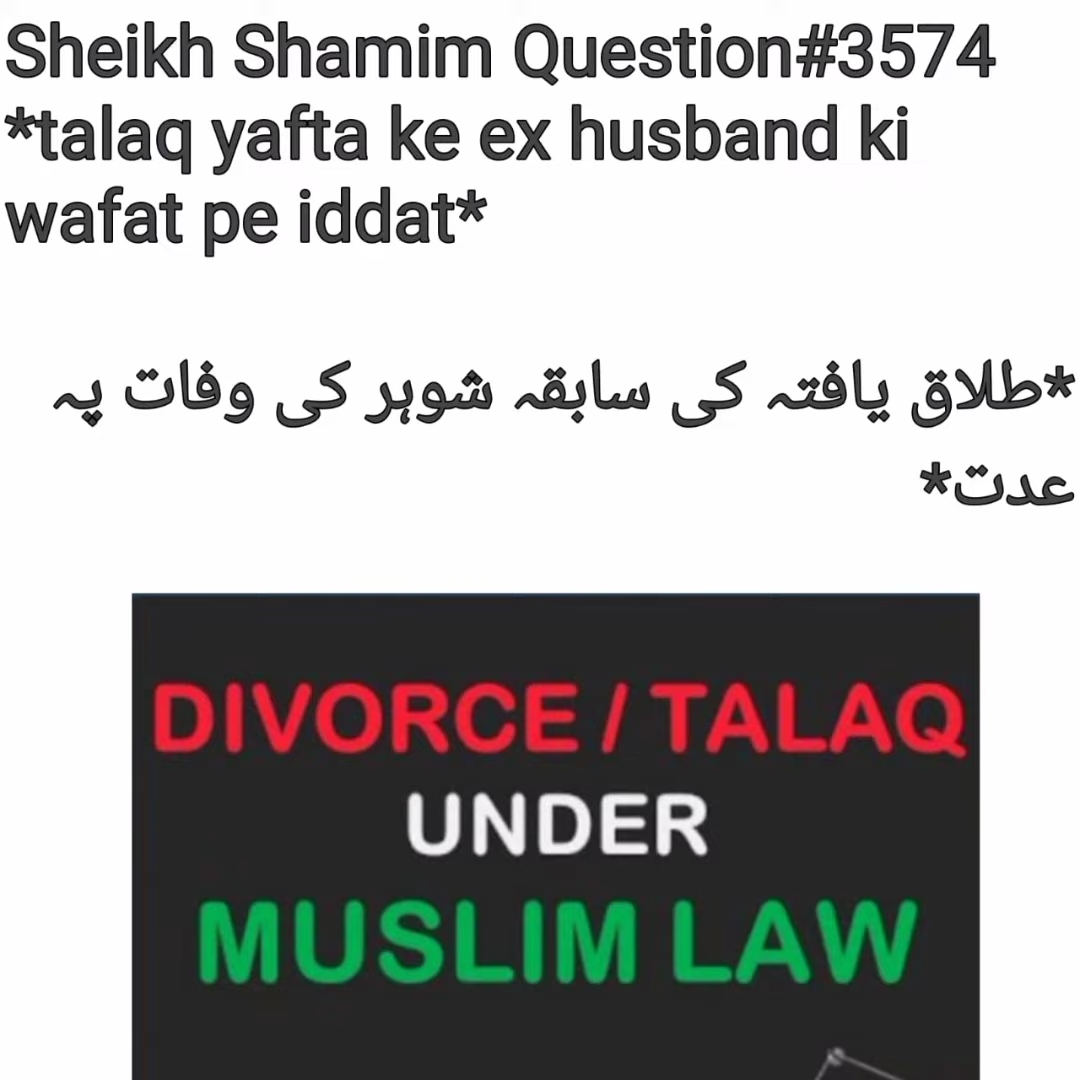 Sheikh Shamim Question#3574
*talaq yafta ke ex husband ki
wafat pe iddat*
*طلاق یافتہ کی سابقہ شوہر کی وفات پہ
عدت*
DIVORCE / TALAQ
UNDER
MUSLIM LAW